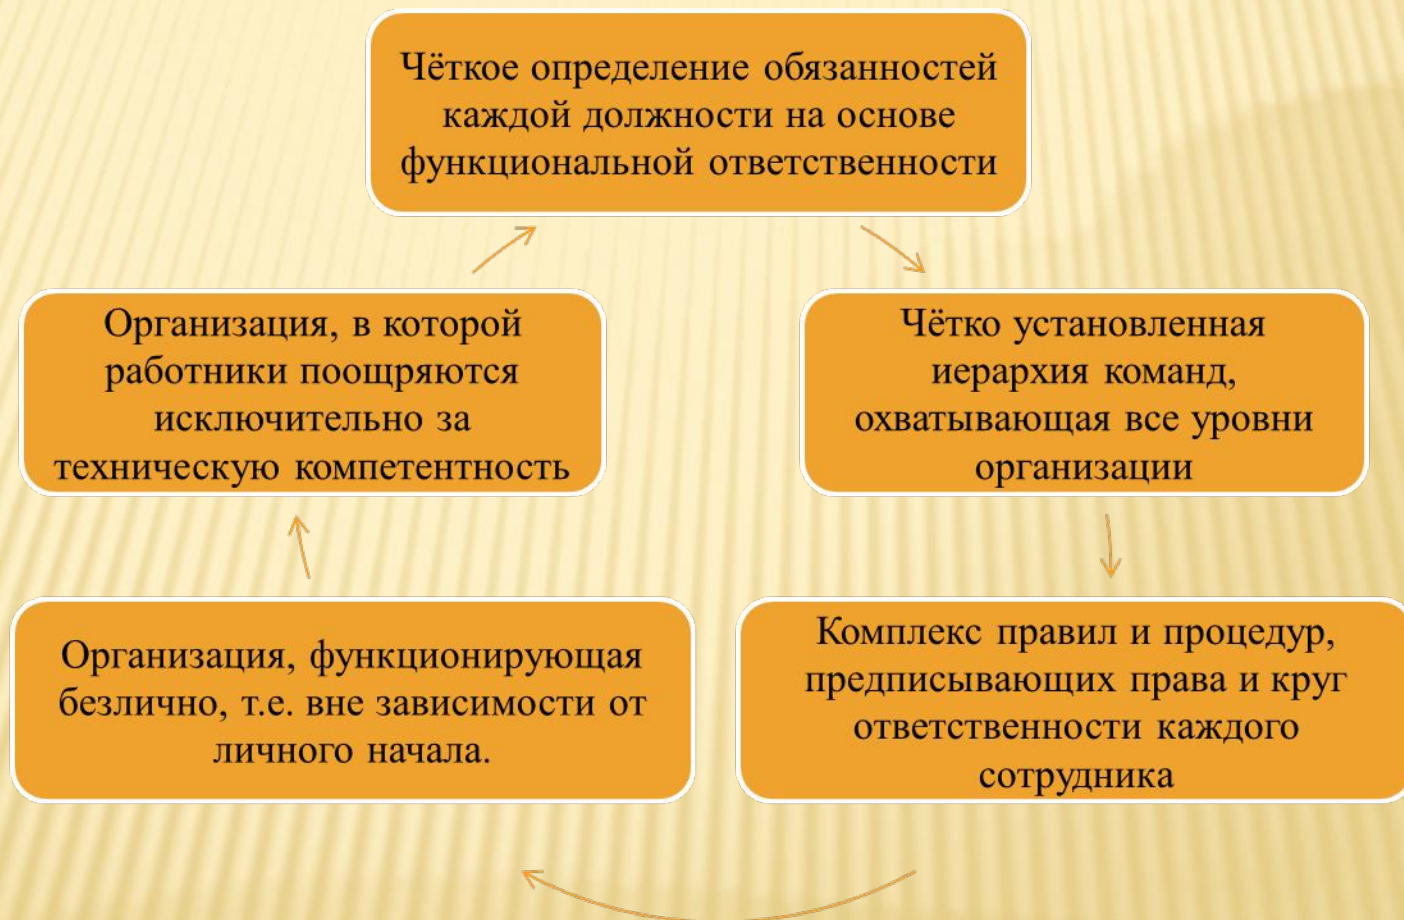 Чёткое определение обязанностей
каждой должности на основе
функциональной ответственности
Организация, в которой
работники поощряются
исключительно за
техническую компетентность
Чётко установленная
иерархия команд,
охватывающая все уровни
организации
Организация, функционирующая
безлично, т.е. вне зависимости от
личного начала.
Комплекс правил и процедур,
предписывающих права и круг
ответственности каждого
сотрудника